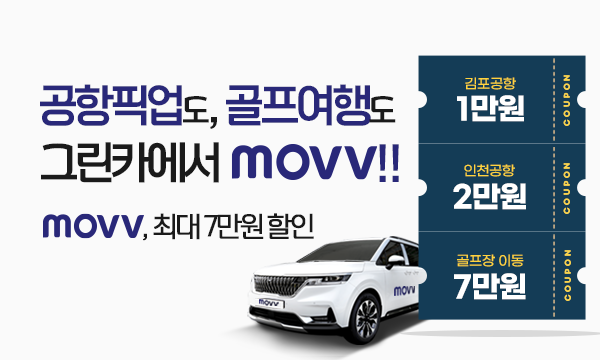 공항픽업도, 골프여행도
그린카에서 movv!!
movv, 최대 7만원 할인
movv
movv
김포공항
1만원
COUPON
인천공항
2만원
COUPON
골프장 이동
7만원
COUPON